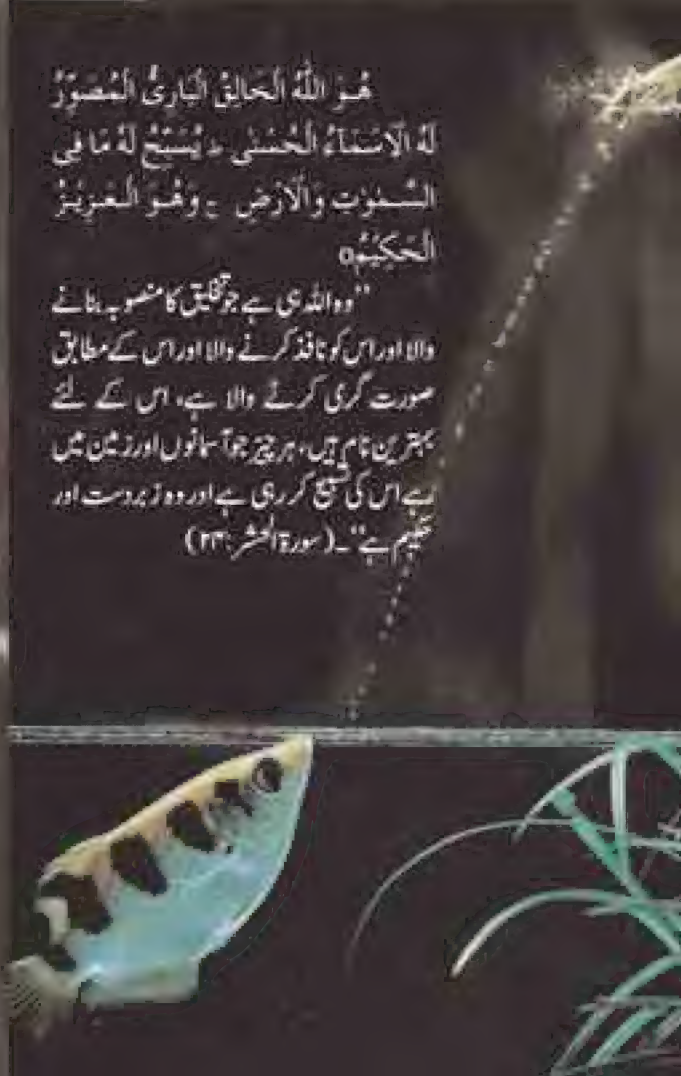 هُوَ اللّٰهُ الْخَالِقُ الْبَارِئُ الْمُصَوِّرُ
لَهُ الْاَسْمَآءُ الْحُسْنٰى ط يُسَبِّحُ لَهُ مَا فِى
السَّمٰوٰتِ وَالْاَرْضِ ج وَهُوَ الْعَزِيْزُ
الْحَكِيْمُo
”وہ اللہ ہی ہے جو تخلیق کا منصوبہ بنانے
والا اور اس کو نافذ کرنے والا اور اس کے مطابق
صورت گری کرنے والا ہے، اس کے لئے
بہترین نام ہیں، ہر چیز جو آسمانوں اور زمین میں
ہے اس کی تسبیح کر رہی ہے اور وہ زبردست اور
حکیم ہے“۔ (سورۃ الحشر: ۲۴)